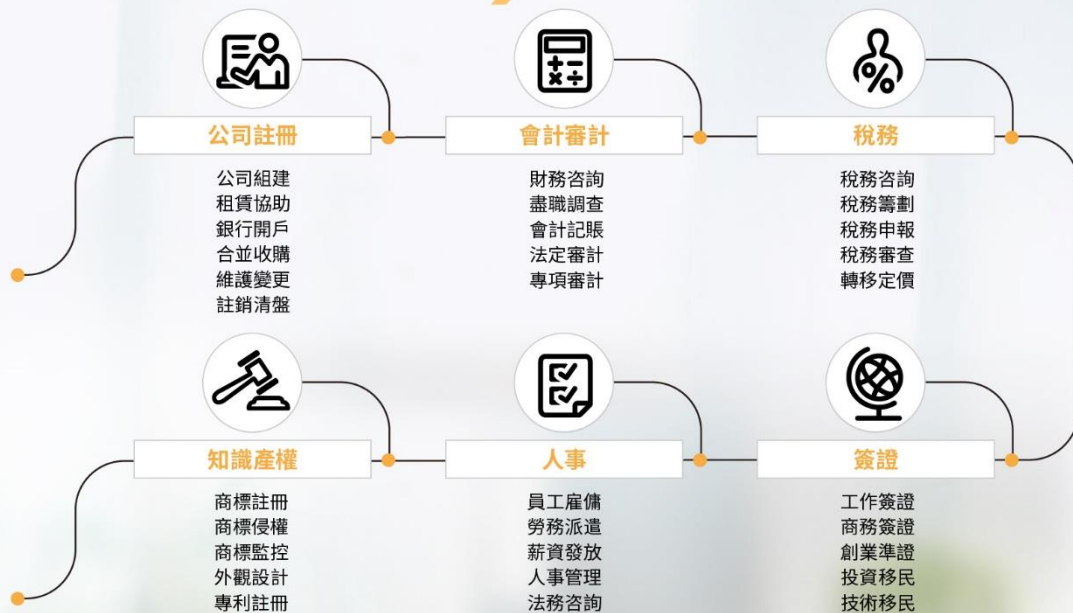 公司註冊
公司組建
租賃協助
銀行開戶
合並收購
維護變更
註銷清盤
會計審計
財務咨詢
盡職調查
會計記賬
法定審計
專項審計
稅務
稅務咨詢
稅務籌劃
稅務申報
稅務審查
轉移定價
知識產權
商標註冊
商標侵權
商標監控
外觀設計
專利註冊
人事
員工雇傭
勞務派遣
薪資發放
人事管理
法務咨詢
簽證
工作簽證
商務簽證
創業準證
投資移民
技術移民